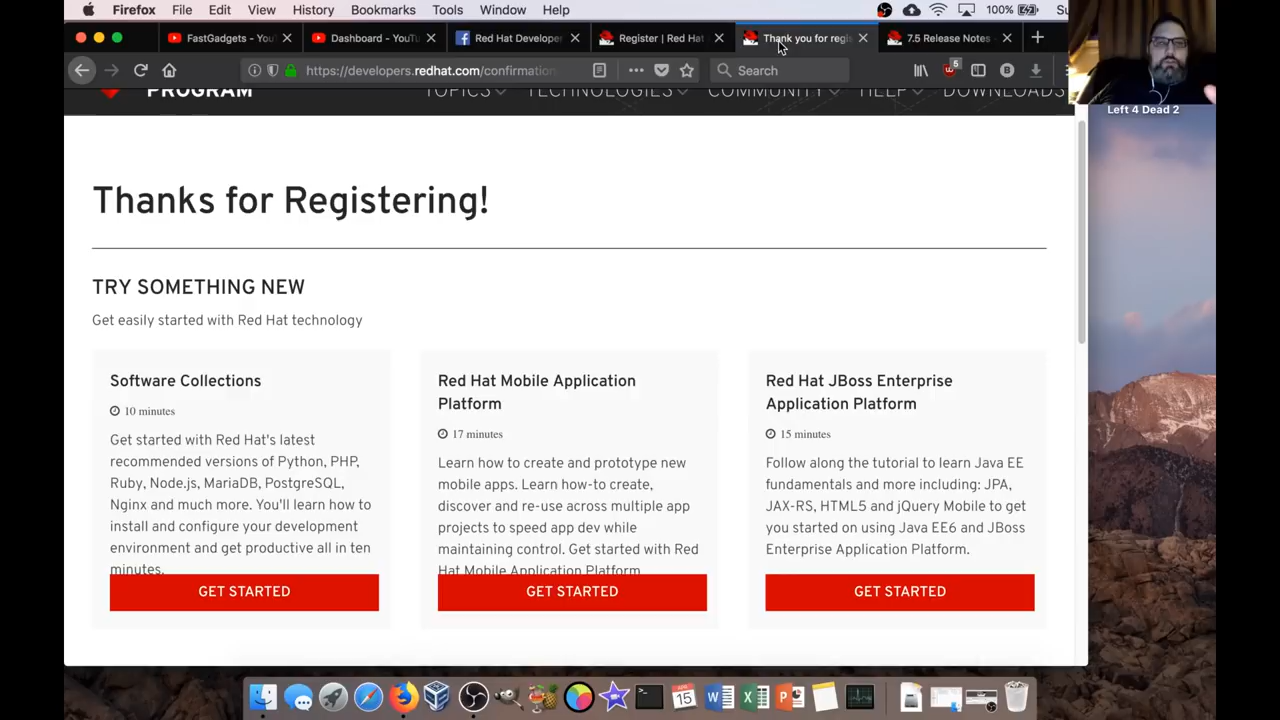 Firefox File Edit View History Bookmarks Tools Window Help 100% Su
FastGadgets - You Dashboard - YouTu Red Hat Developer Register | Red Hat Thank you for regis 7.5 Release Notes -
https://developers.redhat.com/confirmation Search 5
PROGRAM TOPICS TECHNOLOGIES COMMUNITY HELP DOWNLOADS
Left 4 Dead 2
Thanks for Registering!
TRY SOMETHING NEW
Get easily started with Red Hat technology
Software Collections
10 minutes
Get started with Red Hat's latest
recommended versions of Python, PHP,
Ruby, Node.js, MariaDB, PostgreSQL,
Nginx and much more. You'll learn how to
install and configure your development
environment and get productive all in ten
minutes.
GET STARTED
Red Hat Mobile Application
Platform
17 minutes
Learn how to create and prototype new
mobile apps. Learn how-to create,
discover and re-use across multiple app
projects to speed app dev while
maintaining control. Get started with Red
Hat Mobile Application Platform
GET STARTED
Red Hat JBoss Enterprise
Application Platform
15 minutes
Follow along the tutorial to learn Java EE
fundamentals and more including: JPA,
JAX-RS, HTML5 and jQuery Mobile to get
you started on using Java EE6 and JBoss
Enterprise Application Platform.
GET STARTED
APR
15